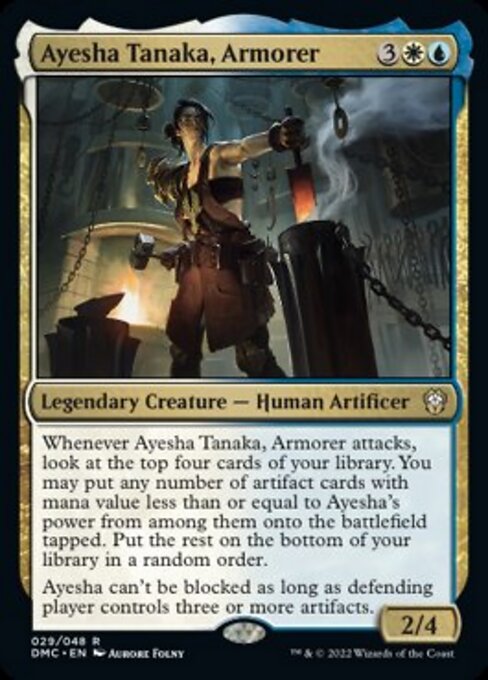 Ayesha Tanaka, Armorer 3
Legendary Creature — Human Artificer
Whenever Ayesha Tanaka, Armorer attacks,
look at the top four cards of your library. You
may put any number of artifact cards with
mana value less than or equal to Ayesha's
power from among them onto the battlefield
tapped. Put the rest on the bottom of your
library in a random order.
Ayesha can't be blocked as long as defending
player controls three or more artifacts.
2/4
029/048 R
DMC • EN Aurore Folny
™ & © 2022 Wizards of the Coast